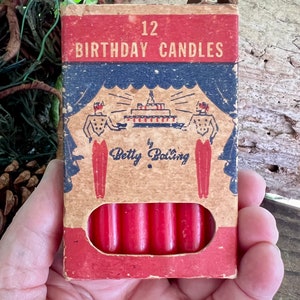 12
BIRTHDAY CANDLES
by
Betty Bolling